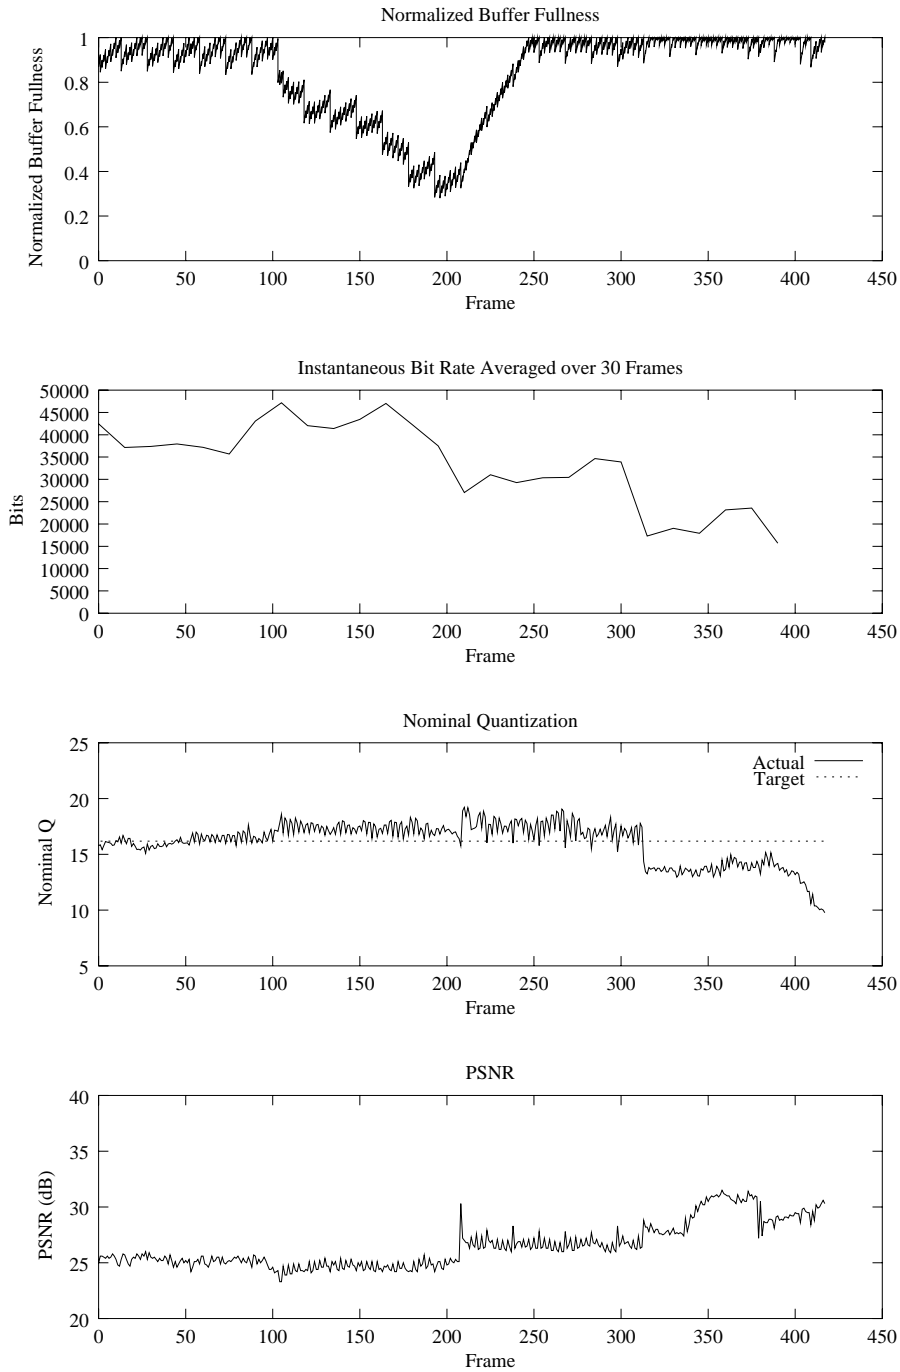 Normalized Buffer Fullness
Normalized Buffer Fullness
1
0.8
0.6
0.4
0.2
0
0 50 100 150 200 250 300 350 400 450
Frame
Instantaneous Bit Rate Averaged over 30 Frames
Bits
50000
45000
40000
35000
30000
25000
20000
15000
10000
5000
0
0 50 100 150 200 250 300 350 400 450
Frame
Nominal Quantization
Nominal Q
25
20
15
10
5
Actual
Target
0 50 100 150 200 250 300 350 400 450
Frame
PSNR
PSNR (dB)
40
35
30
25
20
0 50 100 150 200 250 300 350 400 450
Frame